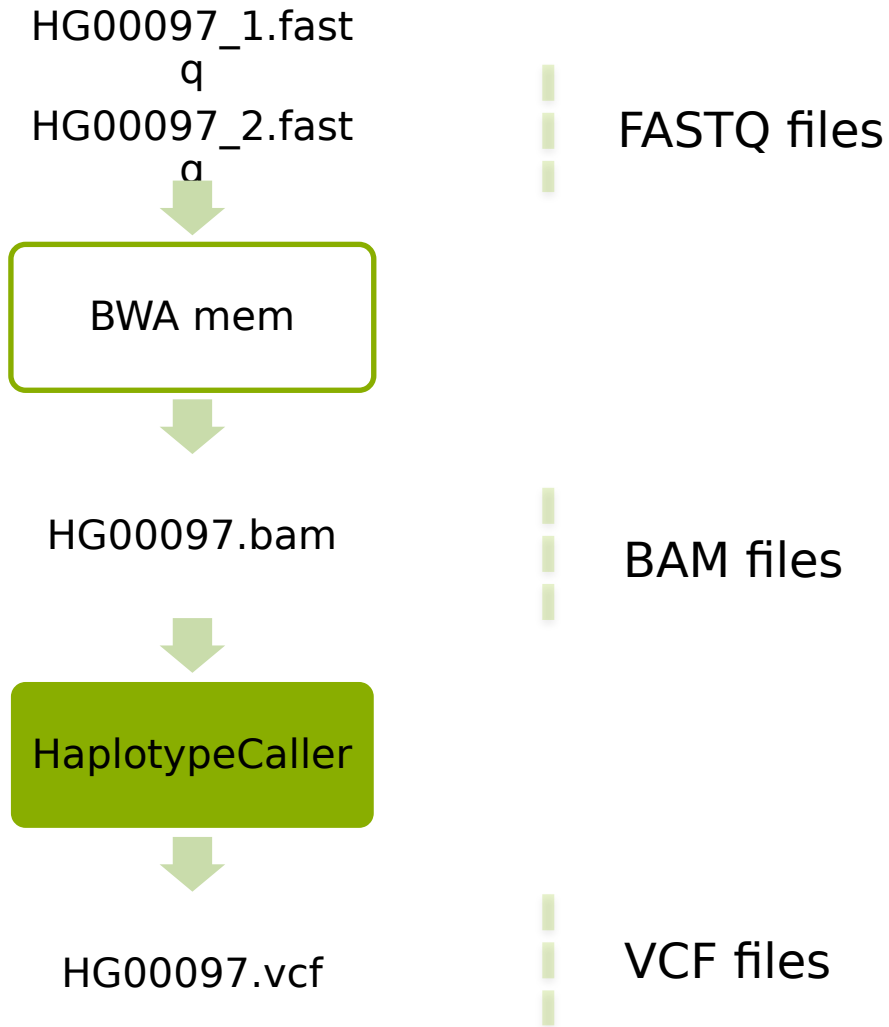 HG00097_1.fast
q
HG00097_2.fast
q
FASTQ files
BWA mem
HG00097.bam
BAM files
HaplotypeCaller
HG00097.vcf
VCF files